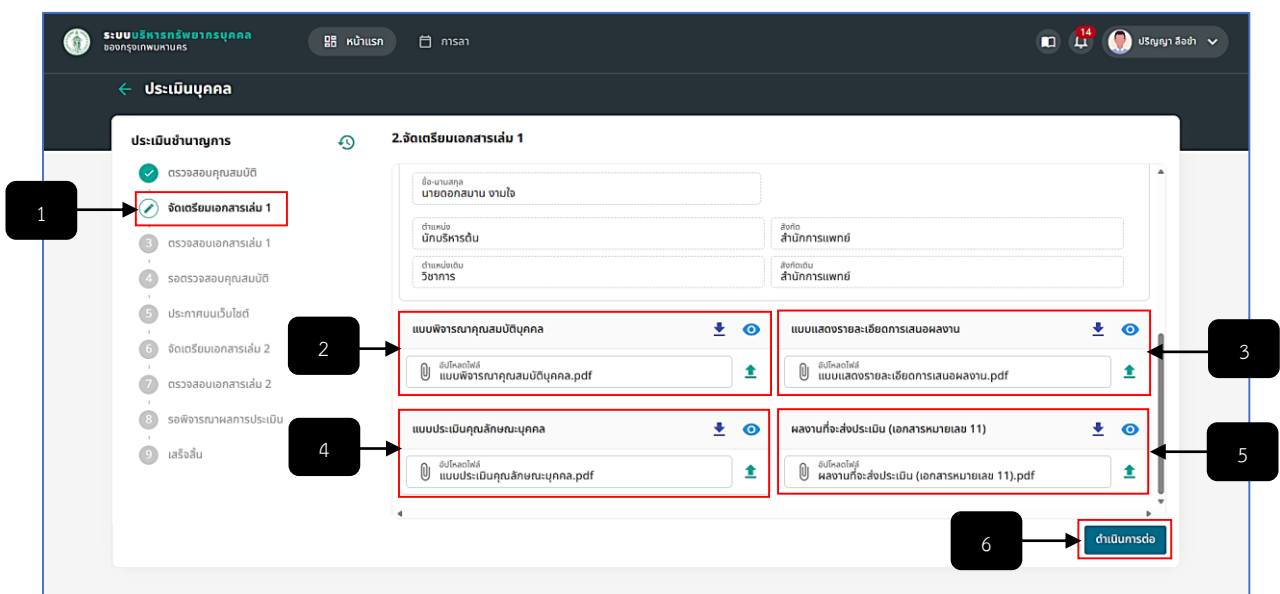 ระบบบริหารทรัพยากรบุคคล
ของกรุงเทพมหานคร
หน้าแรก
การลา
14
ปริญญา ลือขำ
ประเมินบุคคล
ประเมินชำนาญการ
2.จัดเตรียมเอกสารเล่ม 1
ตรวจสอบคุณสมบัติ
1
จัดเตรียมเอกสารเล่ม 1
3 ตรวจสอบเอกสารเล่ม 1
4 รอตรวจสอบคุณสมบัติ
5 ประกาศบนเว็บไซต์
6 จัดเตรียมเอกสารเล่ม 2
7 ตรวจสอบเอกสารเล่ม 2
8 รอพิจารณาผลการประเมิน
9 เสร็จสิ้น
ชื่อ-นามสกุล
นายดอกสมาน งามใจ
ตำแหน่ง
นักบริหารต้น
สังกัด
สำนักการแพทย์
ตำแหน่งเดิม
วิชาการ
สังกัดเดิม
สำนักการแพทย์
2
แบบพิจารณาคุณสมบัติบุคคล
อัปโหลดไฟล์
แบบพิจารณาคุณสมบัติบุคคล.pdf
แบบแสดงรายละเอียดการเสนอผลงาน
อัปโหลดไฟล์
แบบแสดงรายละเอียดการเสนอผลงาน.pdf
3
4
แบบประเมินคุณลักษณะบุคคล
อัปโหลดไฟล์
แบบประเมินคุณลักษณะบุคคล.pdf
ผลงานที่จะส่งประเมิน (เอกสารหมายเลข 11)
อัปโหลดไฟล์
ผลงานที่จะส่งประเมิน (เอกสารหมายเลข 11).pdf
5
6
ดำเนินการต่อ